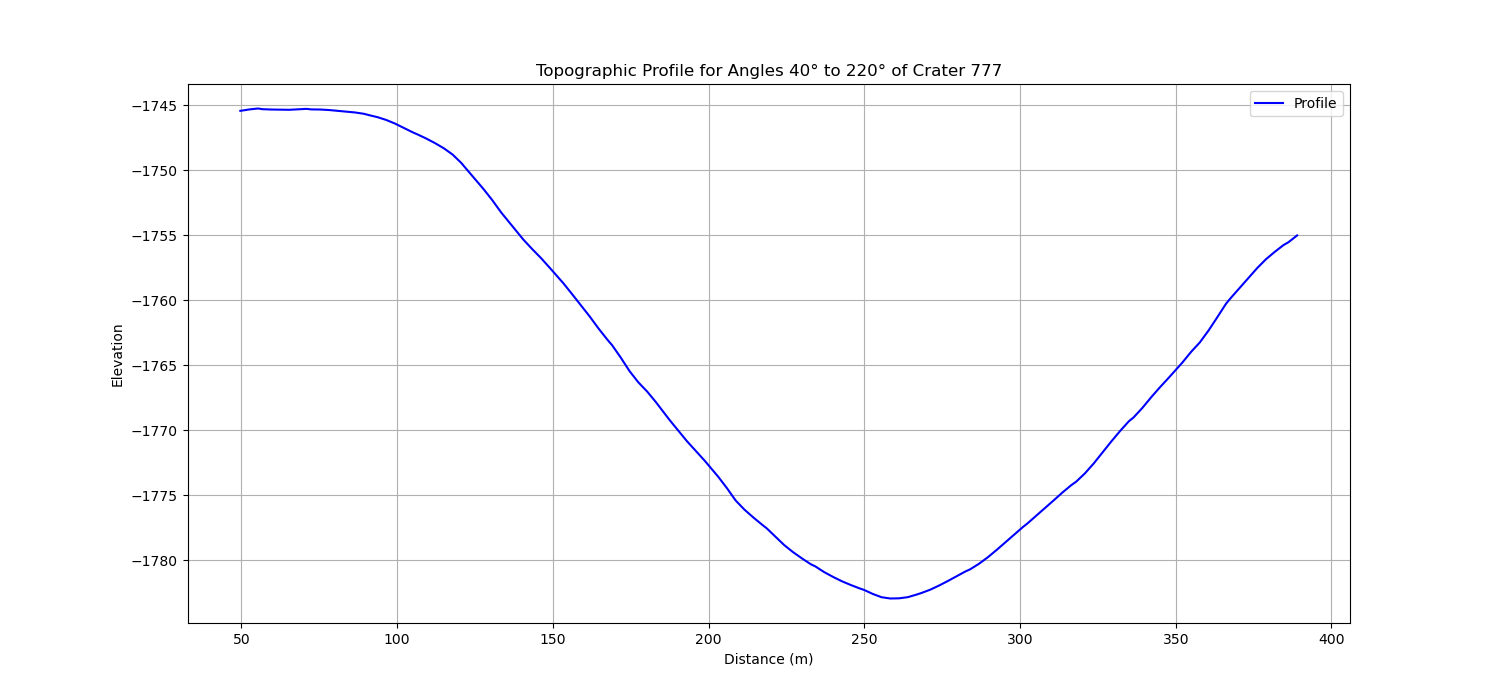 Topographic Profile for Angles 40° to 220° of Crater 777
Profile
Elevation
−1745
−1750
−1755
−1760
−1765
−1770
−1775
−1780
50 100 150 200 250 300 350 400
Distance (m)